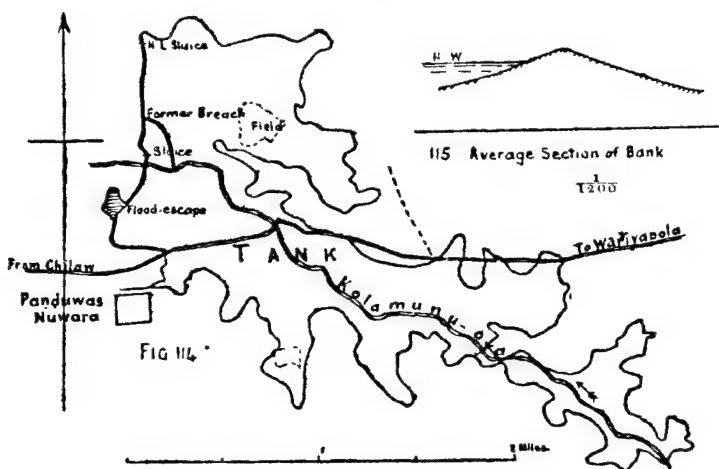 H L Sluice
Former Breach
Field
Sluice
Flood-escape
TANK
From Chilaw
To Wāriyapola
Panduwas
Nuwara
Kolamunu-oya
FIG 114
1
2 Miles
H W
115 Average Section of Bank
1
1200